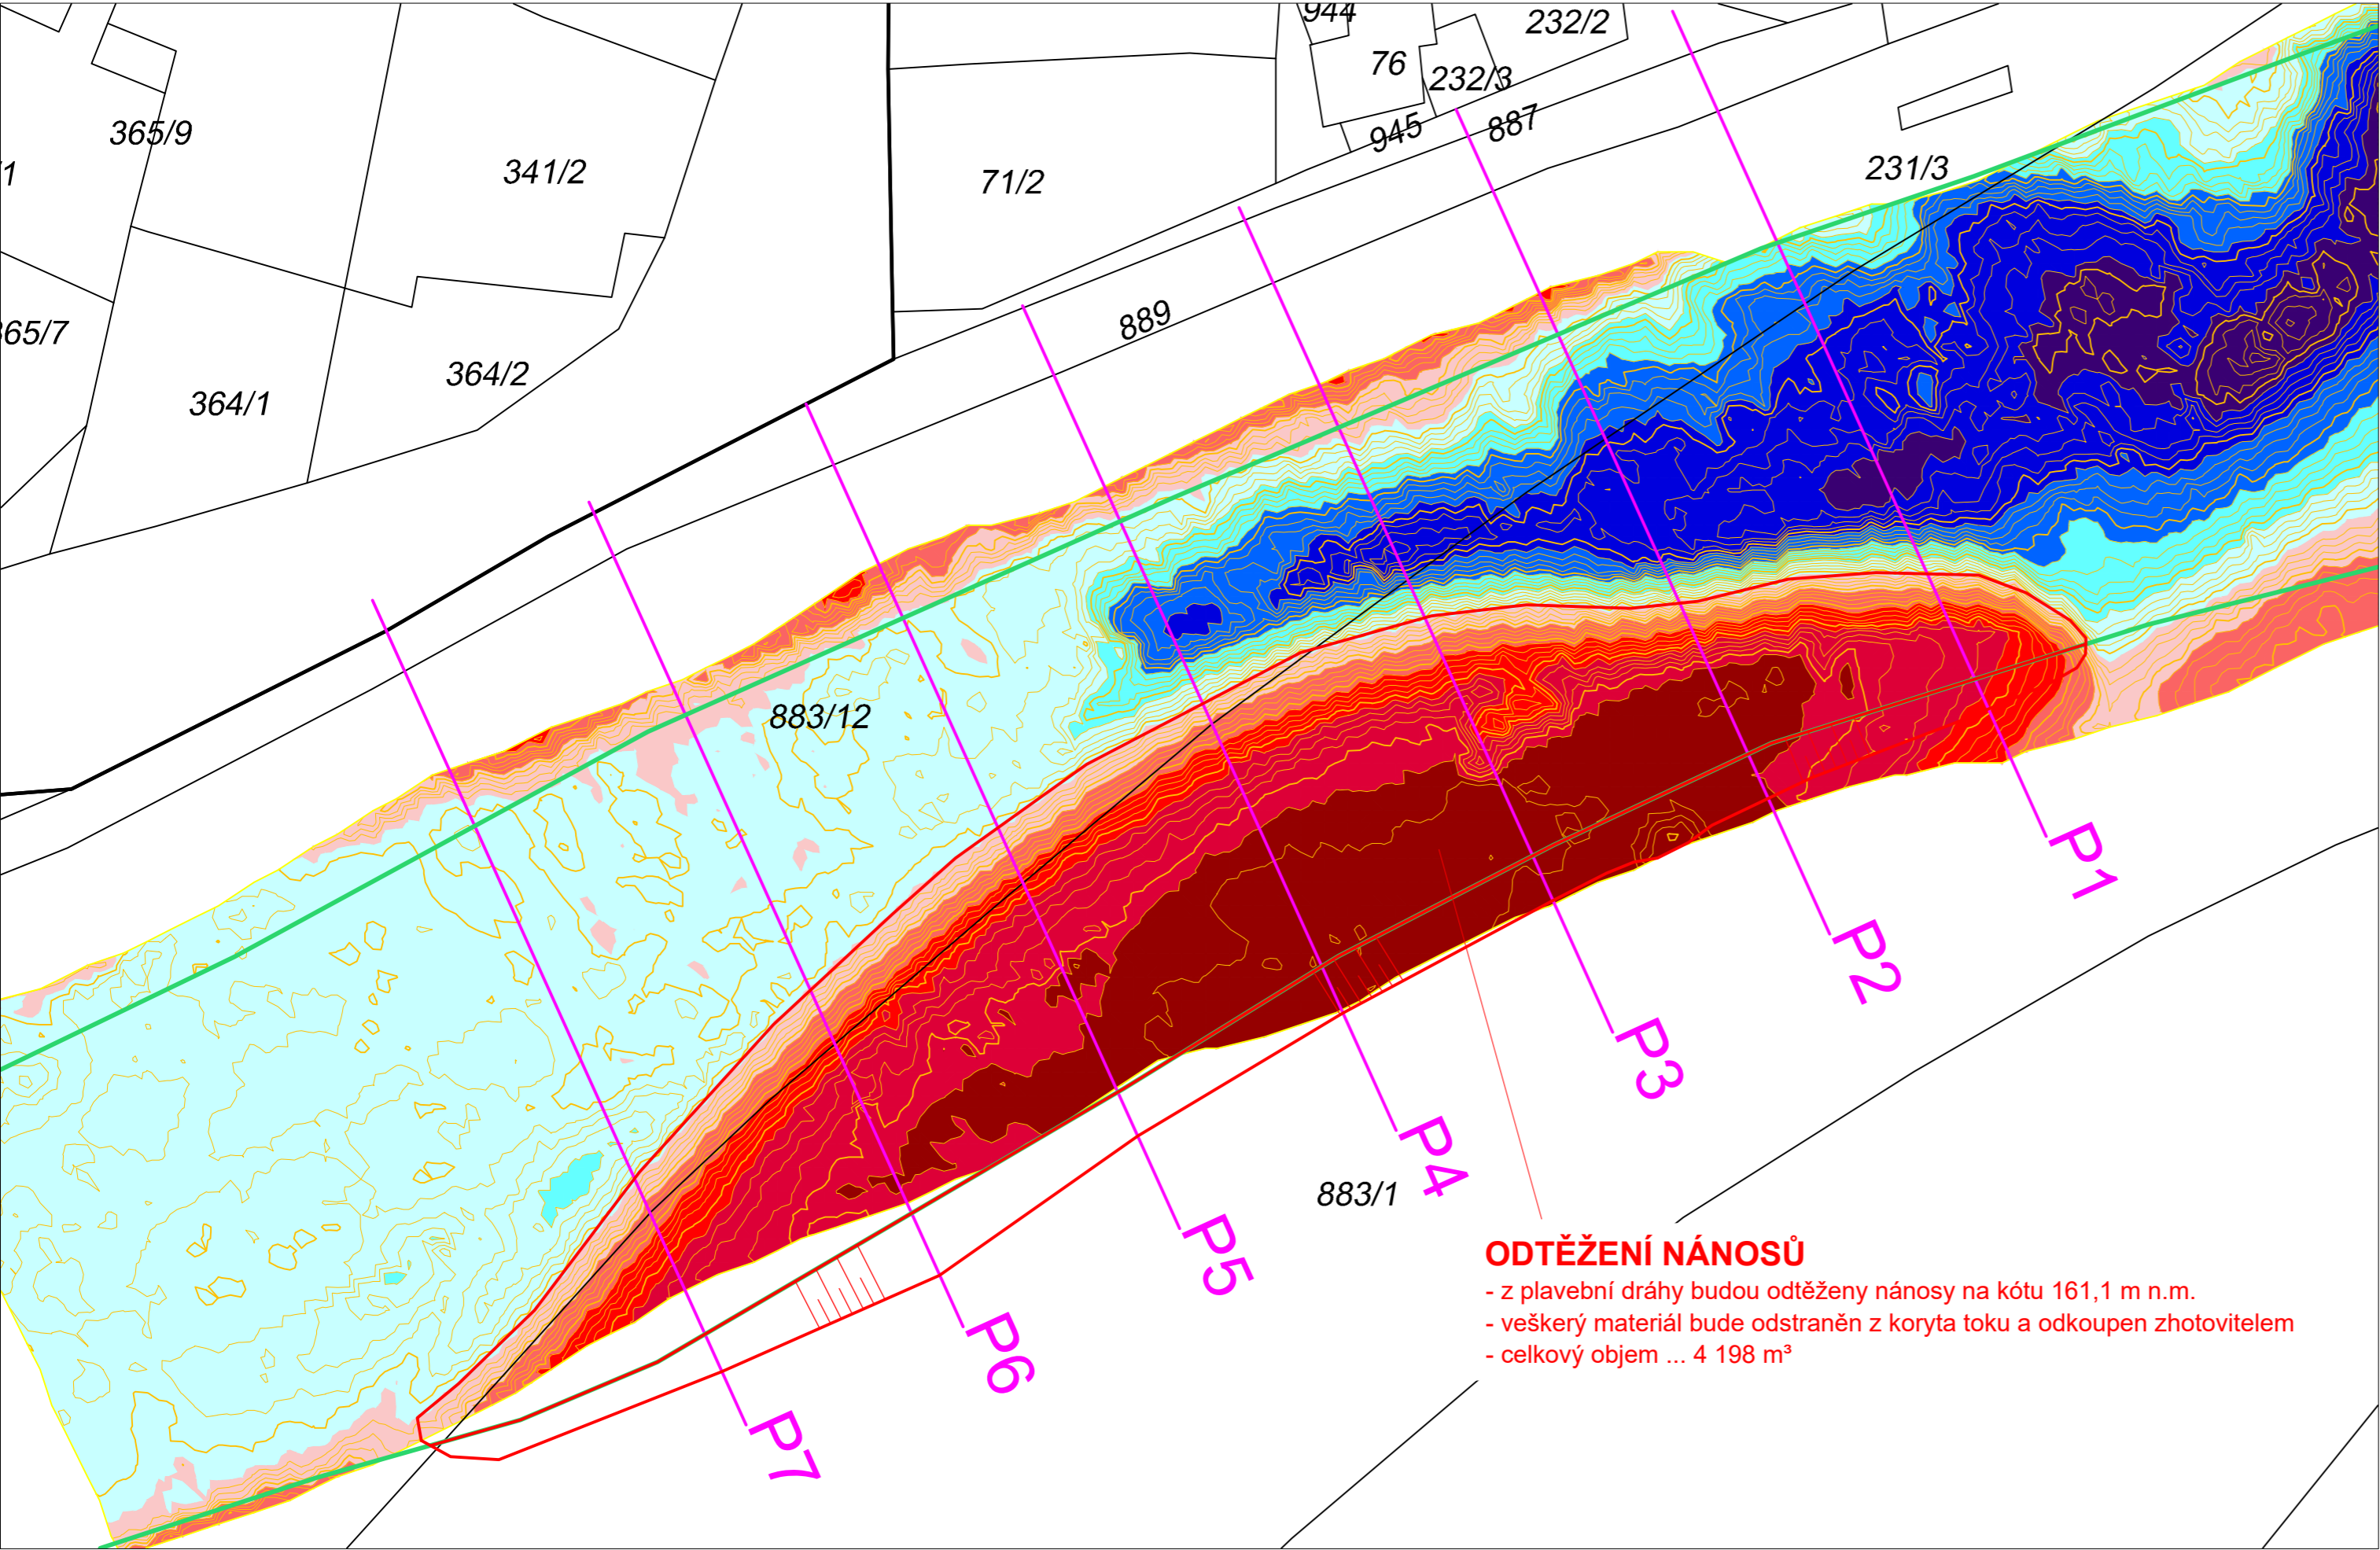 944
232/2
76
232/3
887
945
365/9
/1
341/2
71/2
231/3
889
365/7
364/2
364/1
883/12
P1
P2
P3
P4
883/1
P5
ODTĚŽENÍ NÁNOSŮ
- z plavební dráhy budou odtěženy nánosy na kótu 161,1 m n.m.
- veškerý materiál bude odstraněn z koryta toku a odkoupen zhotovitelem
- celkový objem ... 4 198 m³
P6
P7